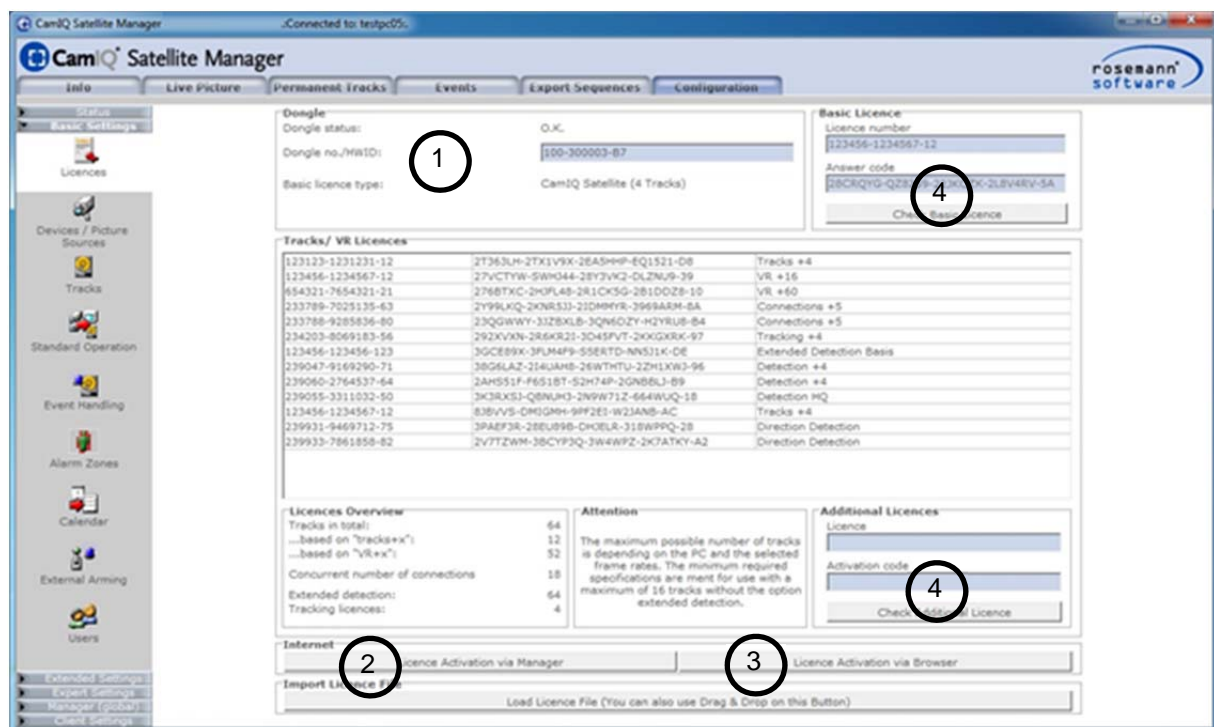 CamIQ Satellite Manager .:Connected to: testpc05:.
CamIQ Satellite Manager
rosemann software
Info Live Picture Permanent Tracks Events Export Sequences Configuration
Status
Basic Settings
Licences
Devices / Picture Sources
Tracks
Standard Operation
Event Handling
Alarm Zones
Calendar
External Arming
Users
Extended Settings
Expert Settings
Manager (global)
Client Settings
Dongle
Dongle status: O.K.
Dongle no./HWID: 100-300003-B7
1
Basic licence type: CamIQ Satellite (4 Tracks)
Basic Licence
Licence number
123456-1234567-12
Answer code
4
Check Basic Licence
Tracks/ VR Licences
123123-1231231-12 2T363LH-2TX1V9X-2EA5HHP-EQ1521-D8 Tracks +4
123456-1234567-12 27VCTYW-SWHJ44-28Y3VK2-DLZNU9-39 VR +16
654321-7654321-21 276BTXC-2HJFL48-2R1CK5G-2B1DDZ8-10 VR +60
233789-7025135-63 2Y99LKQ-2KNR5JJ-2IDMMYR-3969ARM-8A Connections +5
233788-9285836-80 23QGWWY-3JZBXLB-3QN6DZY-H2YRU8-B4 Connections +5
234203-8069183-56 292XVXN-2R6KR2I-3D45FVT-2KKGXRK-97 Tracking +4
123456-123456-123 3GCE89X-3FLM4F9-S5ERTD-NN5J1K-DE Extended Detection Basis
239047-9169290-71 38G6LAZ-2I4UAH8-26WTHTU-2ZH1XWJ-96 Detection +4
239060-2764537-64 2AHS51F-F6S1BT-S2H74P-2GNBBLJ-B9 Detection +4
239055-3311032-50 3K3RXSJ-QBNUH3-2N9W71Z-664WUQ-18 Detection HQ
123456-1234567-12 8JBVVS-DMIGMH-9PF2EI-W2JANB-AC Tracks +4
239931-9469712-75 3PAEF3R-28EU89B-DHJELR-318WPPQ-28 Direction Detection
239933-7861858-82 2V7TZWM-3BCYP3Q-3W4WPZ-2K7ATKY-A2 Direction Detection
Licences Overview
Tracks in total: 64
...based on "tracks+x": 12
...based on "VR+x": 52
Concurrent number of connections 18
Extended detection: 64
Tracking licences: 4
Attention
The maximum possible number of tracks
is depending on the PC and the selected
frame rates. The minimum required
specifications are ment for use with a
maximum of 16 tracks without the option
extended detection.
Additional Licences
Licence
Activation code
4
Check Additional Licence
Internet
2 Licence Activation via Manager
3 Licence Activation via Browser
Import Licence File
Load Licence File (You can also use Drag & Drop on this Button)